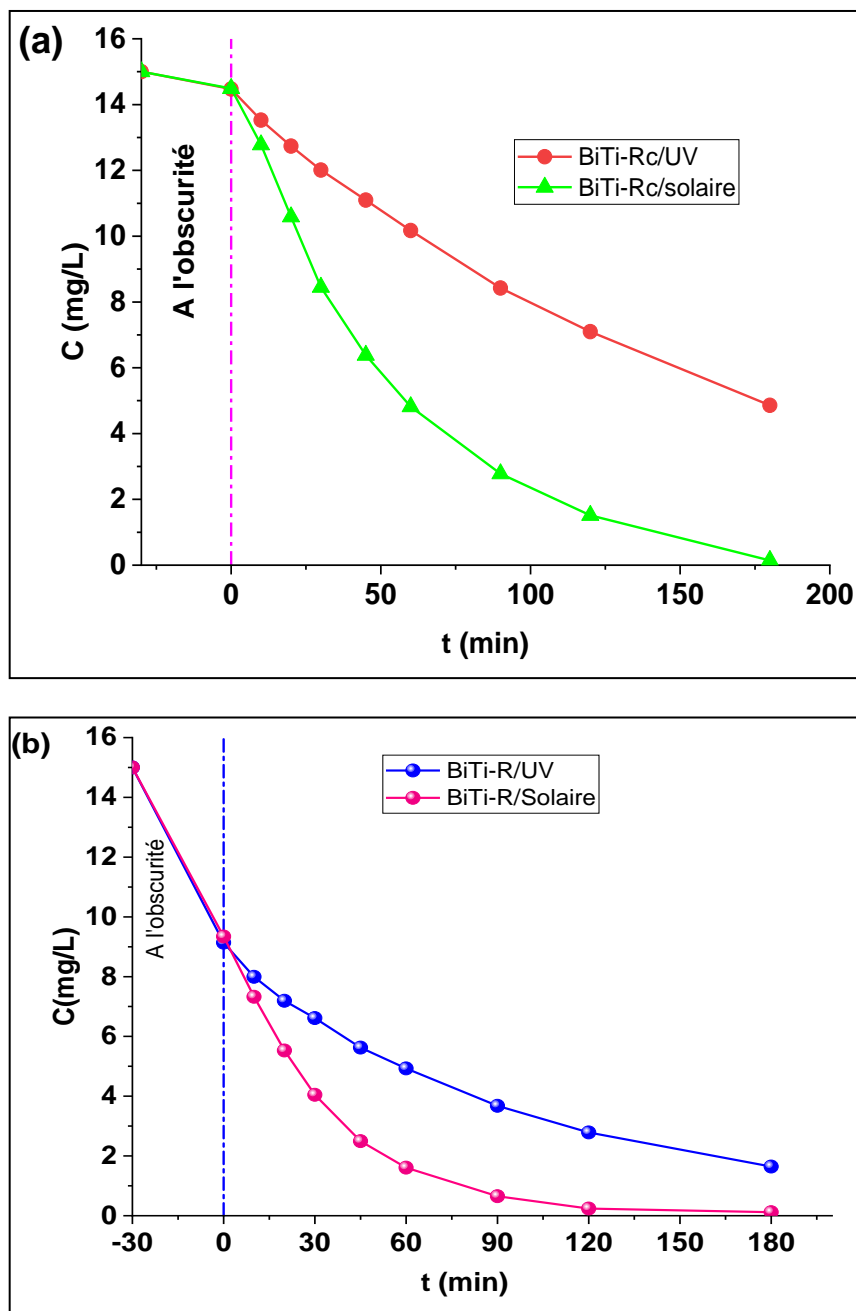 (a)
16
14
12
10
8
6
4
2
0
C (mg/L)
A l'obscurité
BiTi-Rc/UV
BiTi-Rc/solaire
0
50
100
150
200
t (min)
(b)
16
14
12
10
8
6
4
2
0
C(mg/L)
A l'obscurité
BiTi-R/UV
BiTi-R/Solaire
-30
0
30
60
90
120
150
180
t (min)